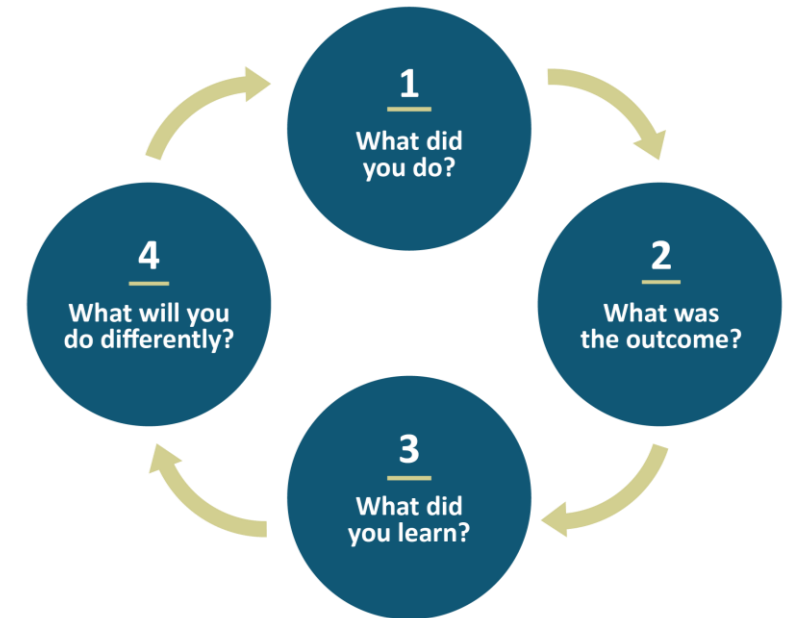 1
What did
you do?
2
What was
the outcome?
3
What did
you learn?
4
What will you
do differently?